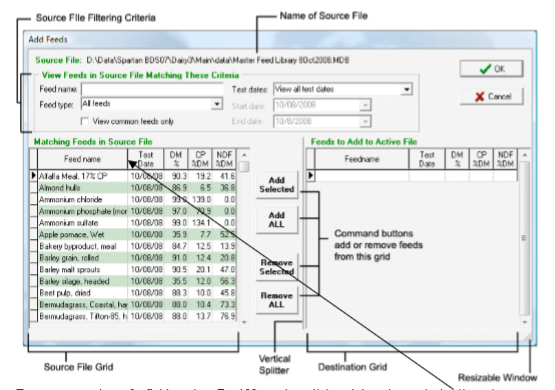 Source File Filtering Criteria
Name of Source File
Add Feeds
Source File: D:\Data\Spartan BDS07\Daiy3\Main\data\Master Feed Library 8Oct2008.MDB
View Feeds in Source File Matching These Criteria
Feed name:
Test dates: View all test dates
Feed type: All feeds
Start date: 10/08/2008
View common feeds only
End date: 10/8/2008
OK
Cancel
Matching Feeds in Source File
Feed name Test Date DM % CP %DM NDF %DM
Alfalfa Meal, 17% CP 10/08/08 90.3 19.2 41.6
Almond hulls 10/08/08 86.9 6.5 36.8
Ammonium chloride 10/08/08 99.0 139.0 0.0
Ammonium phosphate (mor 10/08/08 97.0 70.9 0.0
Ammonium sulfate 10/08/08 99.0 134.1 0.0
Apple pomace, Wet 10/08/08 35.9 7.7 52.5
Bakery byproduct, meal 10/08/08 84.7 12.5 13.9
Barley grain, rolled 10/08/08 91.0 12.4 20.8
Barley malt sprouts 10/08/08 90.5 20.1 47.0
Barley silage, headed 10/08/08 35.5 12.0 56.3
Beet pulp, dried 10/08/08 88.3 10.0 45.8
Bermudagrass, Coastal, hay 10/08/08 88.0 10.4 73.3
Bermudagrass, Tifton-85, h 10/08/08 88.0 13.7 76.9
Add Selected
Add ALL
Remove Selected
Remove ALL
Feeds to Add to Active File
Feedname Test Date DM % CP %DM NDF %DM
Command buttons
add or remove feeds
from this grid
Source File Grid
Vertical
Splitter
Destination Grid
Resizable Window